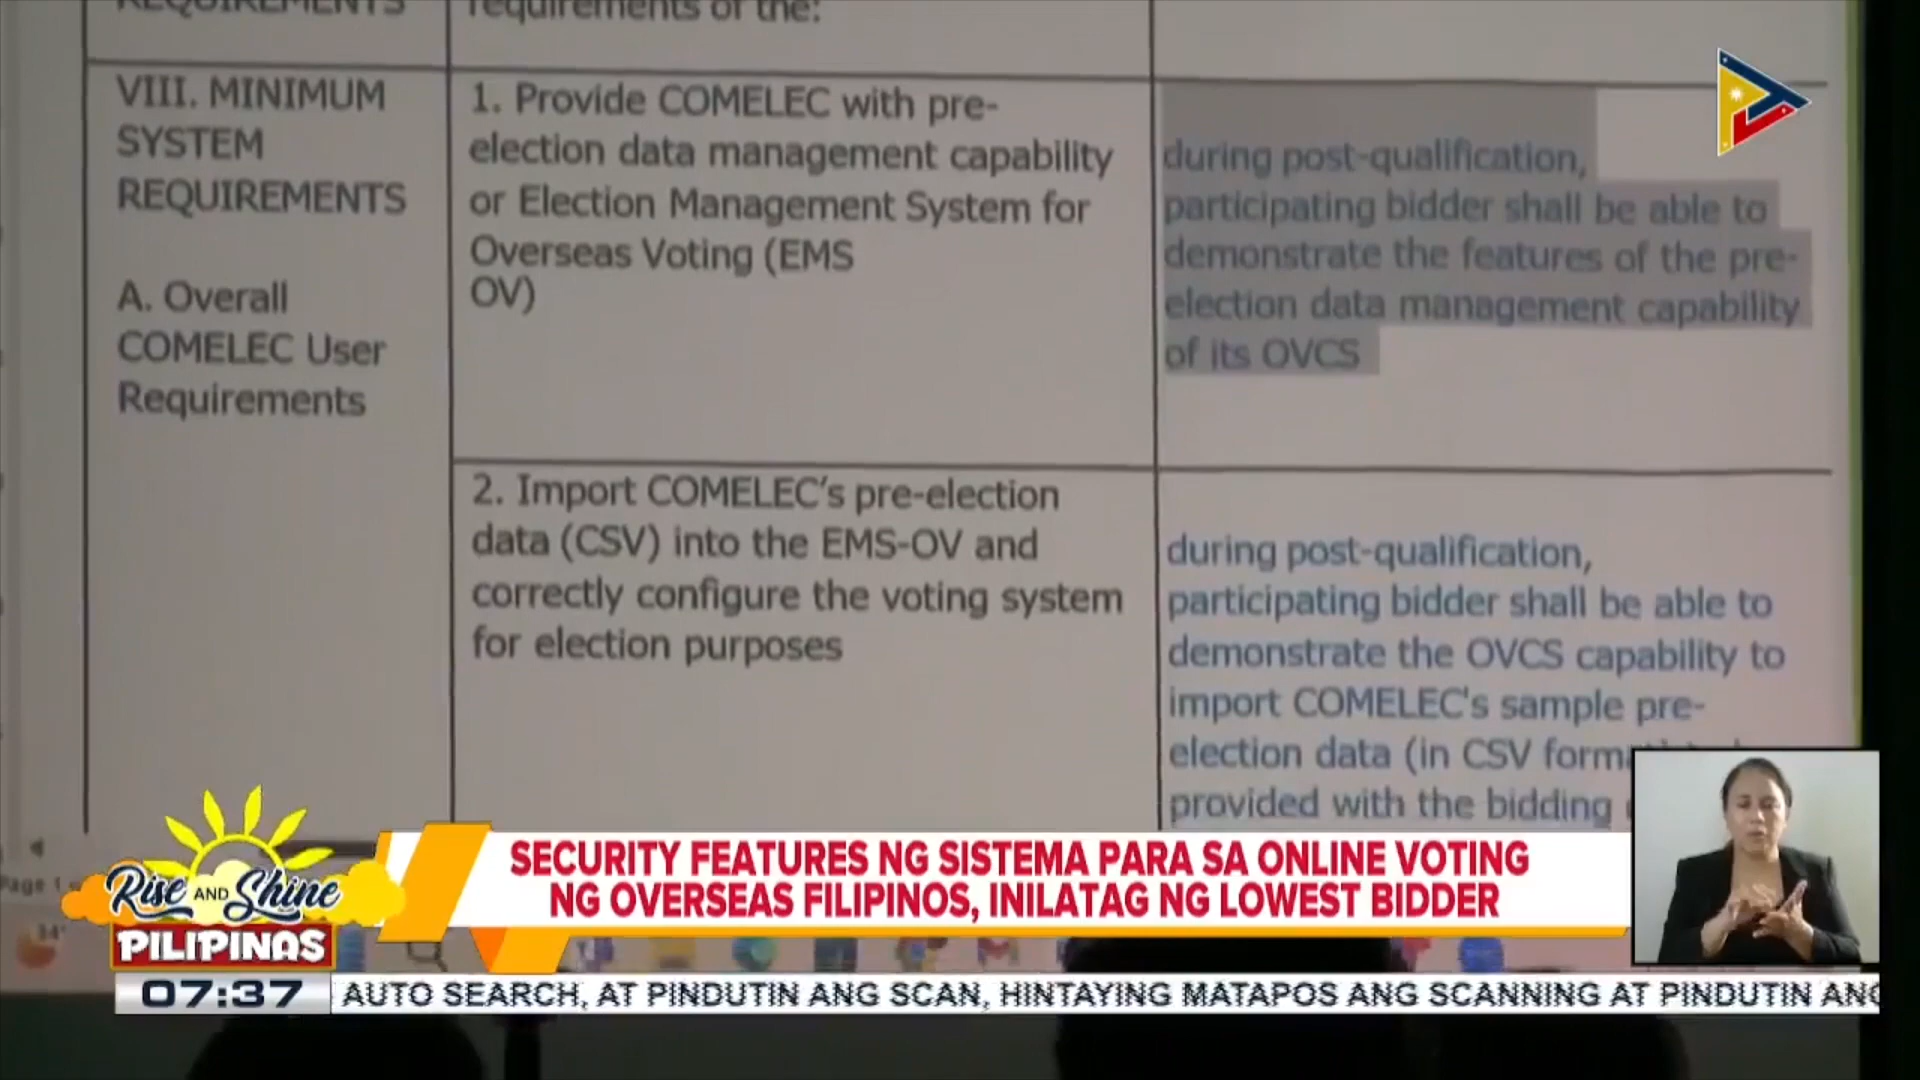 REQUIREMENTS
requirements of the:
VIII. MINIMUM
SYSTEM
REQUIREMENTS
A. Overall
COMELEC User
Requirements
1. Provide COMELEC with pre-
election data management capability
or Election Management System for
Overseas Voting (EMS
OV)
during post-qualification,
participating bidder shall be able to
demonstrate the features of the pre-
election data management capability
of its OVCS
2. Import COMELEC's pre-election
data (CSV) into the EMS-OV and
correctly configure the voting system
for election purposes
during post-qualification,
participating bidder shall be able to
demonstrate the OVCS capability to
import COMELEC's sample pre-
election data (in CSV
provided with the bidding
Page 1
Rise AND Shine
PILIPINAS
SECURITY FEATURES NG SISTEMA PARA SA ONLINE VOTING
NG OVERSEAS FILIPINOS, INILATAG NG LOWEST BIDDER
07:37
AUTO SEARCH, AT PINDUTIN ANG SCAN, HINTAYING MATAPOS ANG SCANNING AT PINDUTIN ANG